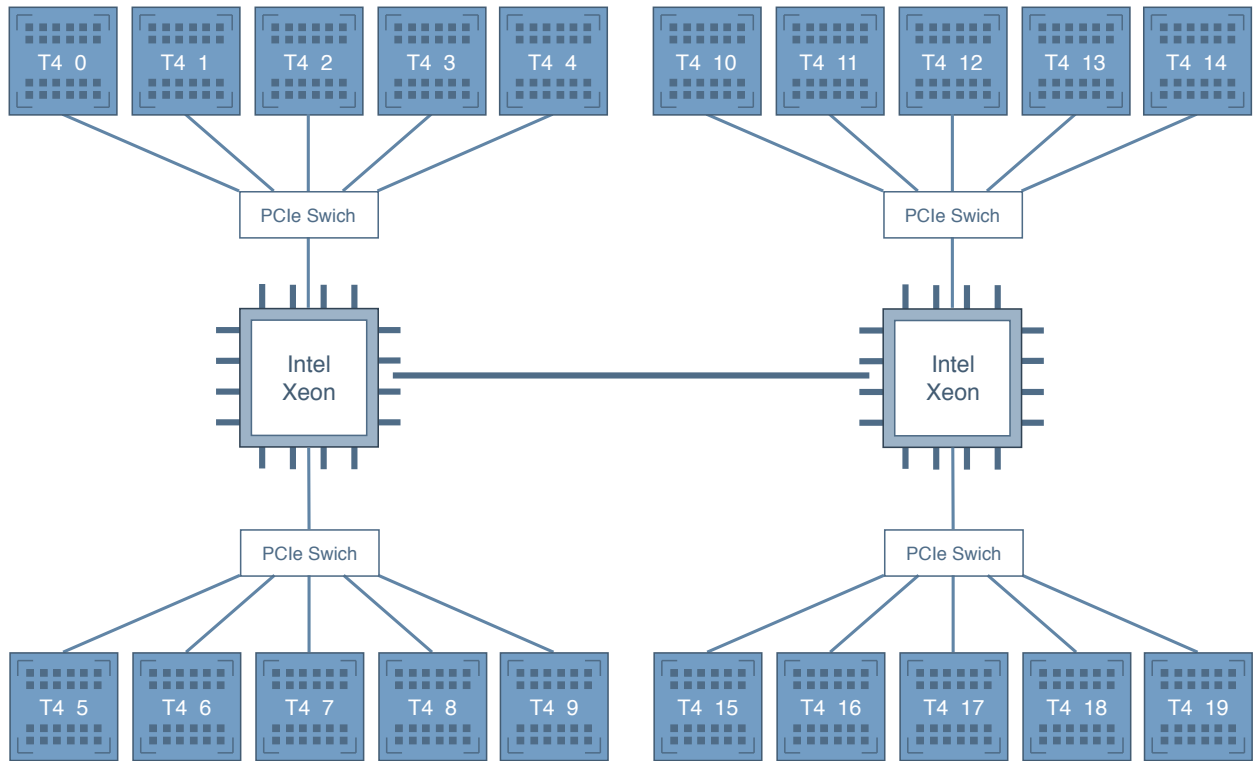 T4 0
T4 1
T4 2
T4 3
T4 4
T4 10
T4 11
T4 12
T4 13
T4 14
PCIe Swich
PCIe Swich
Intel
Xeon
Intel
Xeon
PCIe Swich
PCIe Swich
T4 5
T4 6
T4 7
T4 8
T4 9
T4 15
T4 16
T4 17
T4 18
T4 19